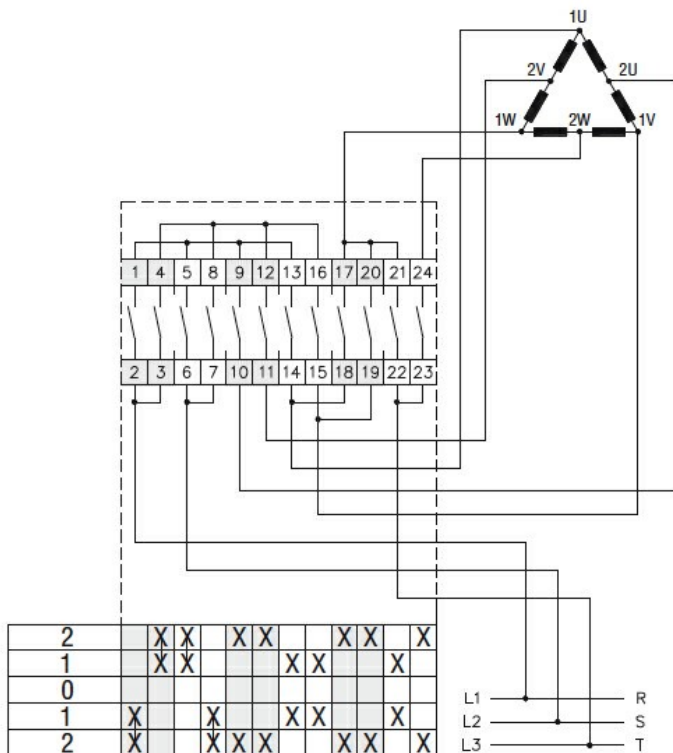 1U
2V 2U
1W 2W 1V
1 4 5 8 9 12 13 16 17 20 21 24
2 3 6 7 10 11 14 15 18 19 22 23
2 X X X X X X X
1 X X X X X
0
1 X X X X X
2 X X X X X X X
L1 R
L2 S
L3 T